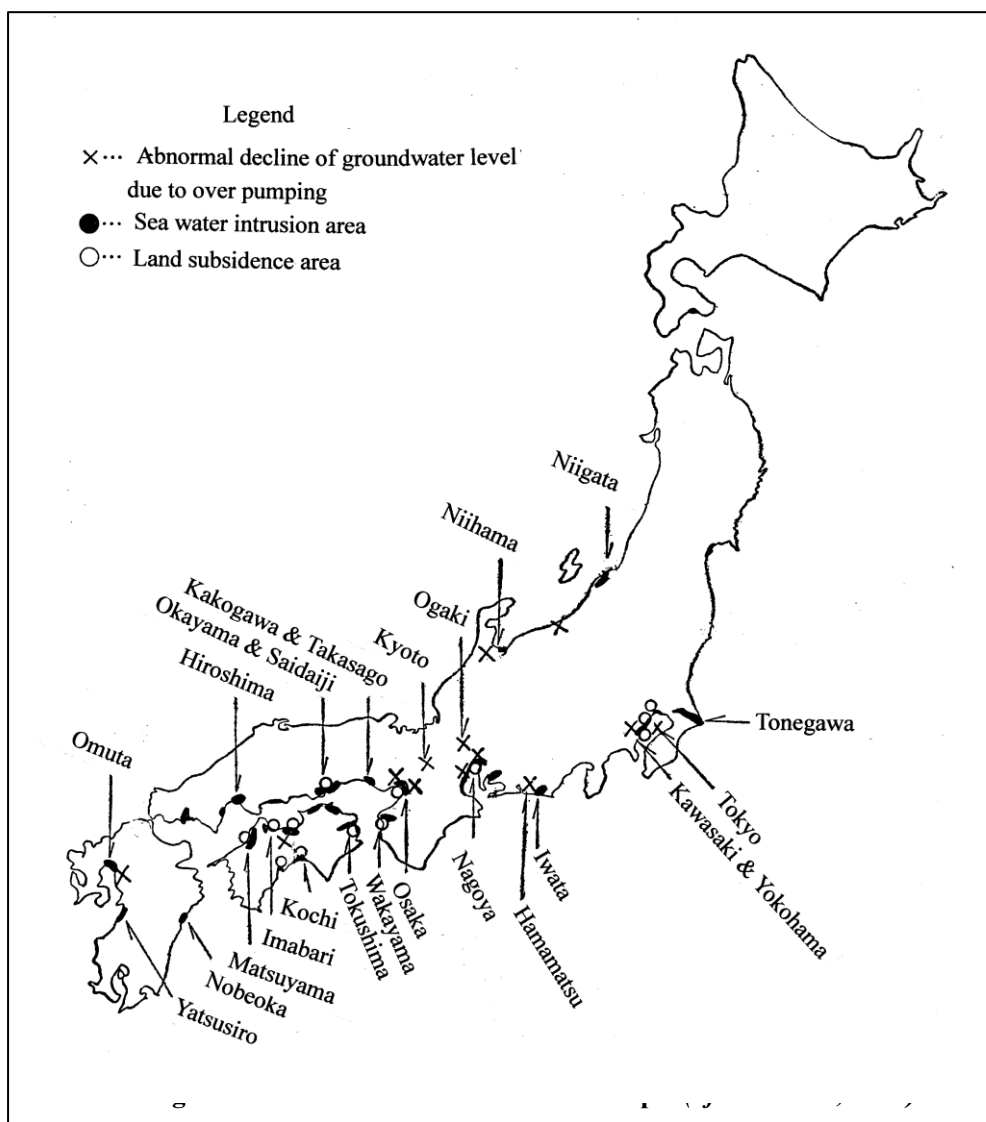 Legend
×··· Abnormal decline of groundwater level
due to over pumping
●··· Sea water intrusion area
○··· Land subsidence area
Niigata
Niihama
Ogaki
Kyoto
Kakogawa & Takasago
Okayama & Saidaiji
Hiroshima
Omuta
Tonegawa
Tokyo
Kawasaki & Yokohama
Iwata
Hamamatsu
Nagoya
Osaka
Wakayama
Tokushima
Kochi
Imabari
Matsuyama
Nobeoka
Yatsusiro